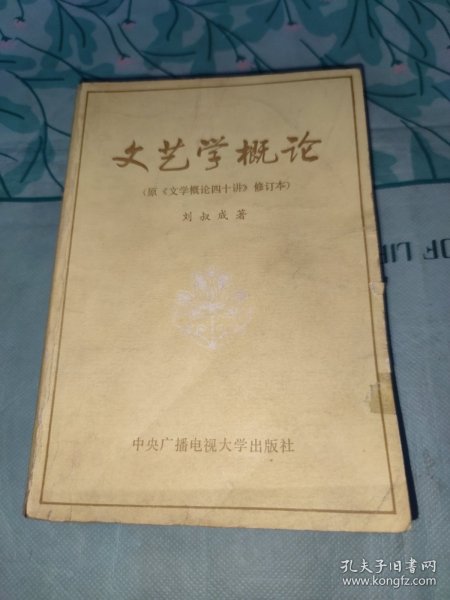 文艺学概论
(原《文学概论四十讲》修订本)
刘叔成著
OF LIF
中央广播电视大学出版社
孔夫子旧书网
www.kongfz.com